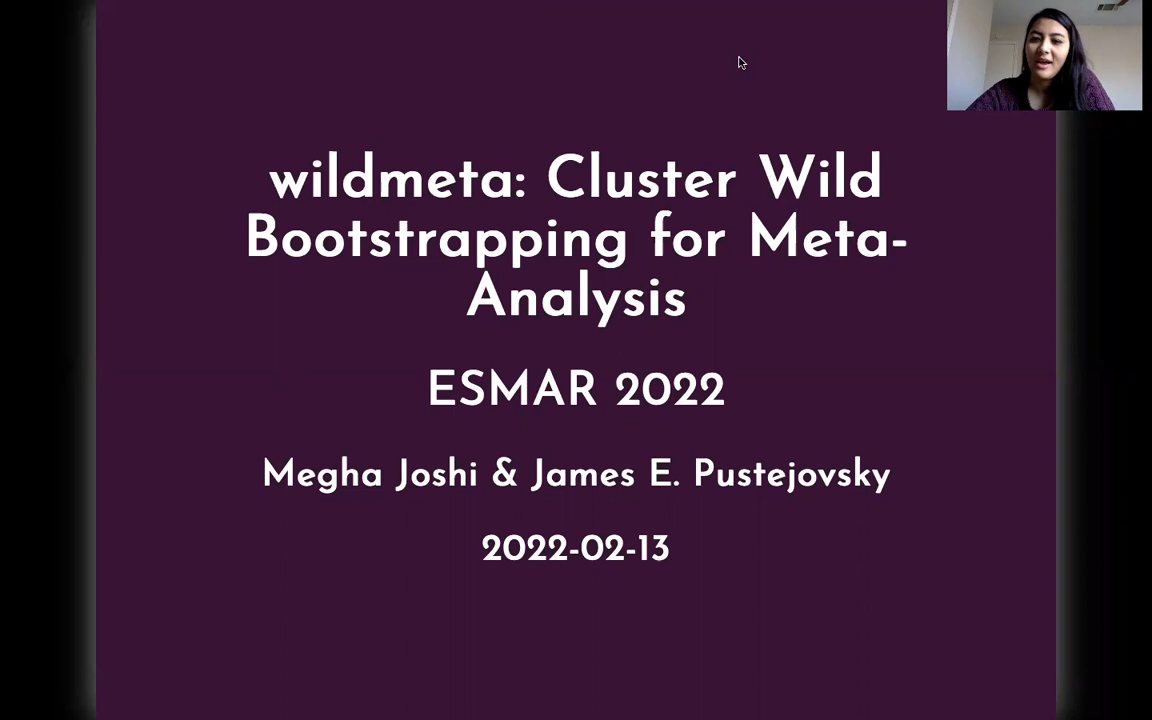 wildmeta: Cluster Wild
Bootstrapping for Meta-
Analysis
ESMAR 2022
Megha Joshi & James E. Pustejovsky
2022-02-13